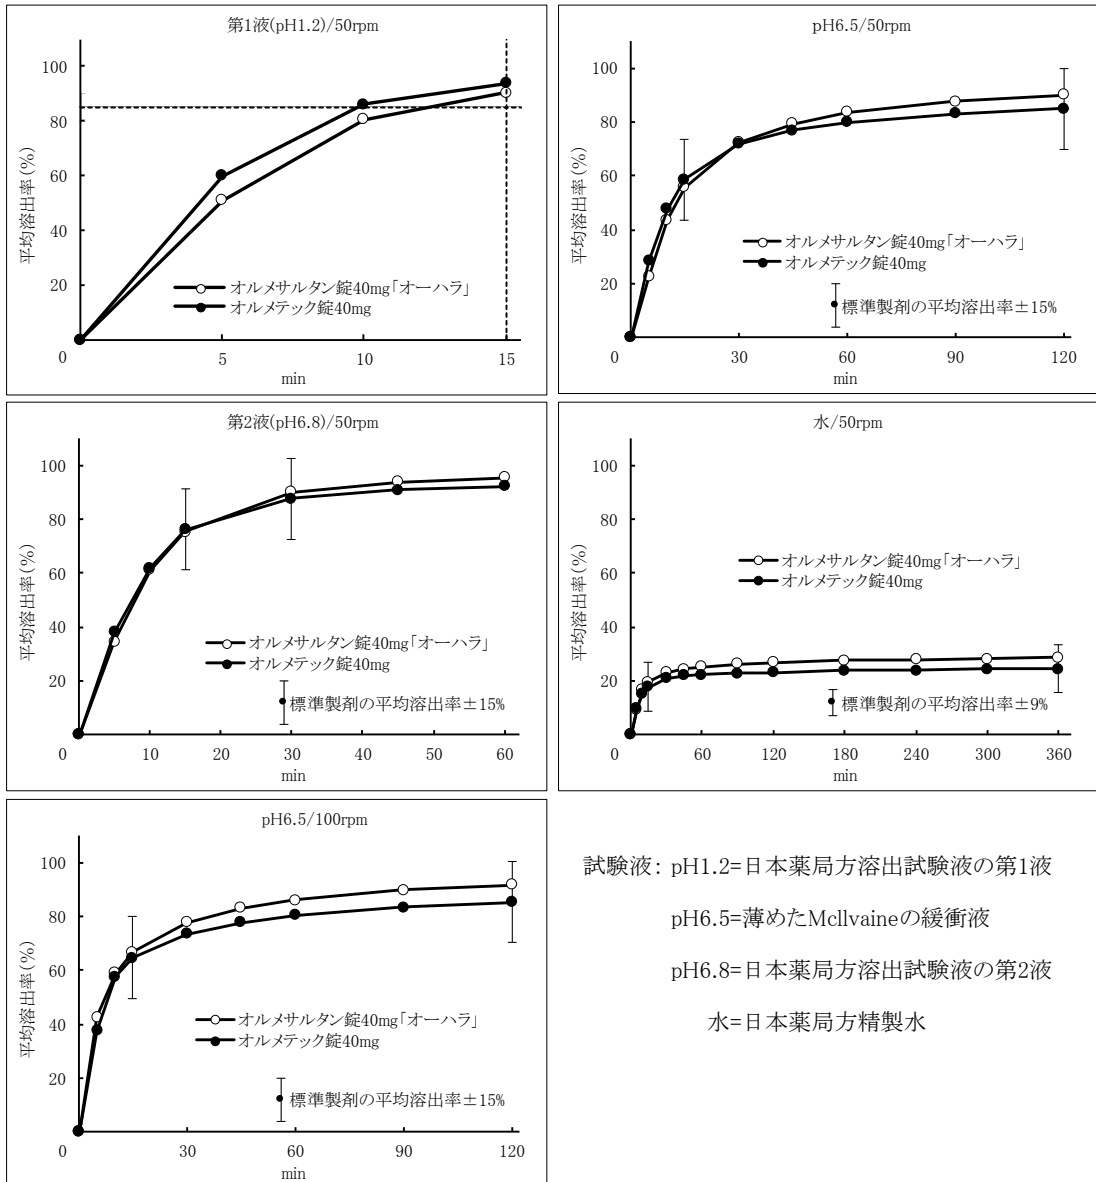 第1液(pH1.2)/50rpm
平均溶出率(%)
100
80
60
40
20
0
5
10
15
min
オルメサルタン錠40mg「オーハラ」
オルメテック錠40mg
pH6.5/50rpm
平均溶出率(%)
100
80
60
40
20
0
30
60
90
120
min
オルメサルタン錠40mg「オーハラ」
オルメテック錠40mg
標準製剤の平均溶出率±15%
第2液(pH6.8)/50rpm
平均溶出率(%)
100
80
60
40
20
0
10
20
30
40
50
60
min
オルメサルタン錠40mg「オーハラ」
オルメテック錠40mg
標準製剤の平均溶出率±15%
水/50rpm
平均溶出率(%)
100
80
60
40
20
0
60
120
180
240
300
360
min
オルメサルタン錠40mg「オーハラ」
オルメテック錠40mg
標準製剤の平均溶出率±9%
pH6.5/100rpm
平均溶出率(%)
100
80
60
40
20
0
30
60
90
120
min
オルメサルタン錠40mg「オーハラ」
オルメテック錠40mg
標準製剤の平均溶出率±15%
試験液: pH1.2=日本薬局方溶出試験液の第1液
pH6.5=薄めたMcllvaineの緩衝液
pH6.8=日本薬局方溶出試験液の第2液
水=日本薬局方精製水